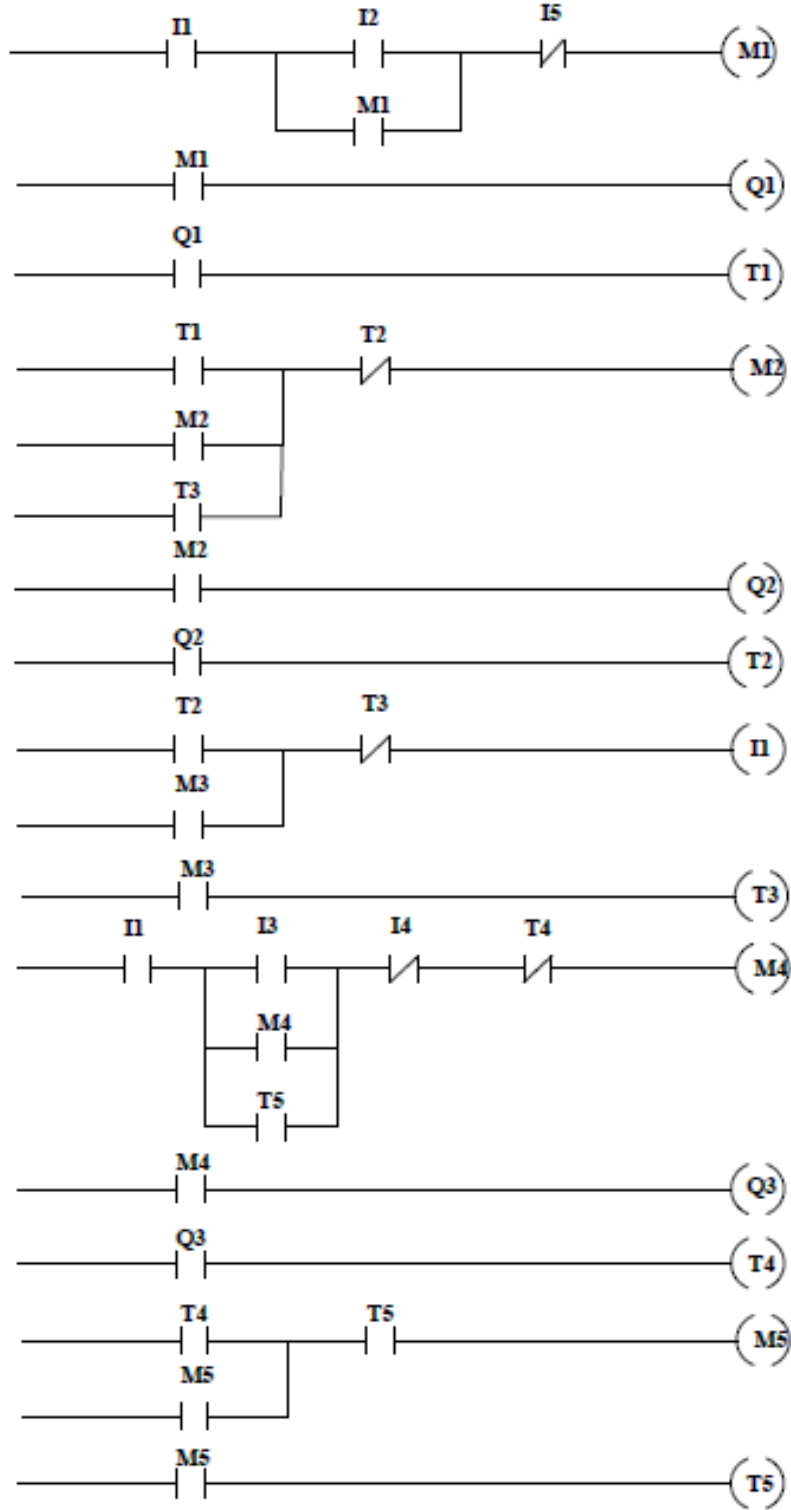 I1 I2 I5 M1
M1
M1 Q1
Q1 T1
T1 T2 M2
M2
T3
M2 Q2
Q2 T2
T2 T3 I1
M3
M3 T3
I1 I3 I4 T4 M4
M4
T5
M4 Q3
Q3 T4
T4 T5 M5
M5
M5 T5